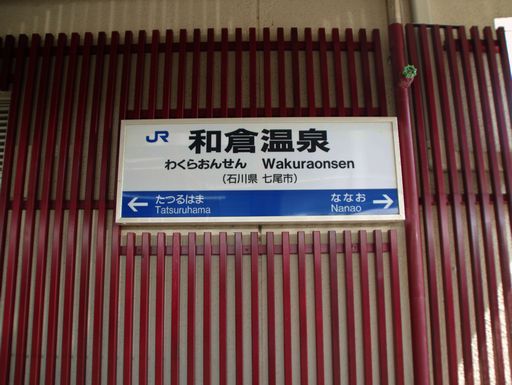 JR 和倉温泉
わくらおんせん Wakuraonsen
(石川県 七尾市)
← たつるはま ななお →
Tatsuruhama Nanao